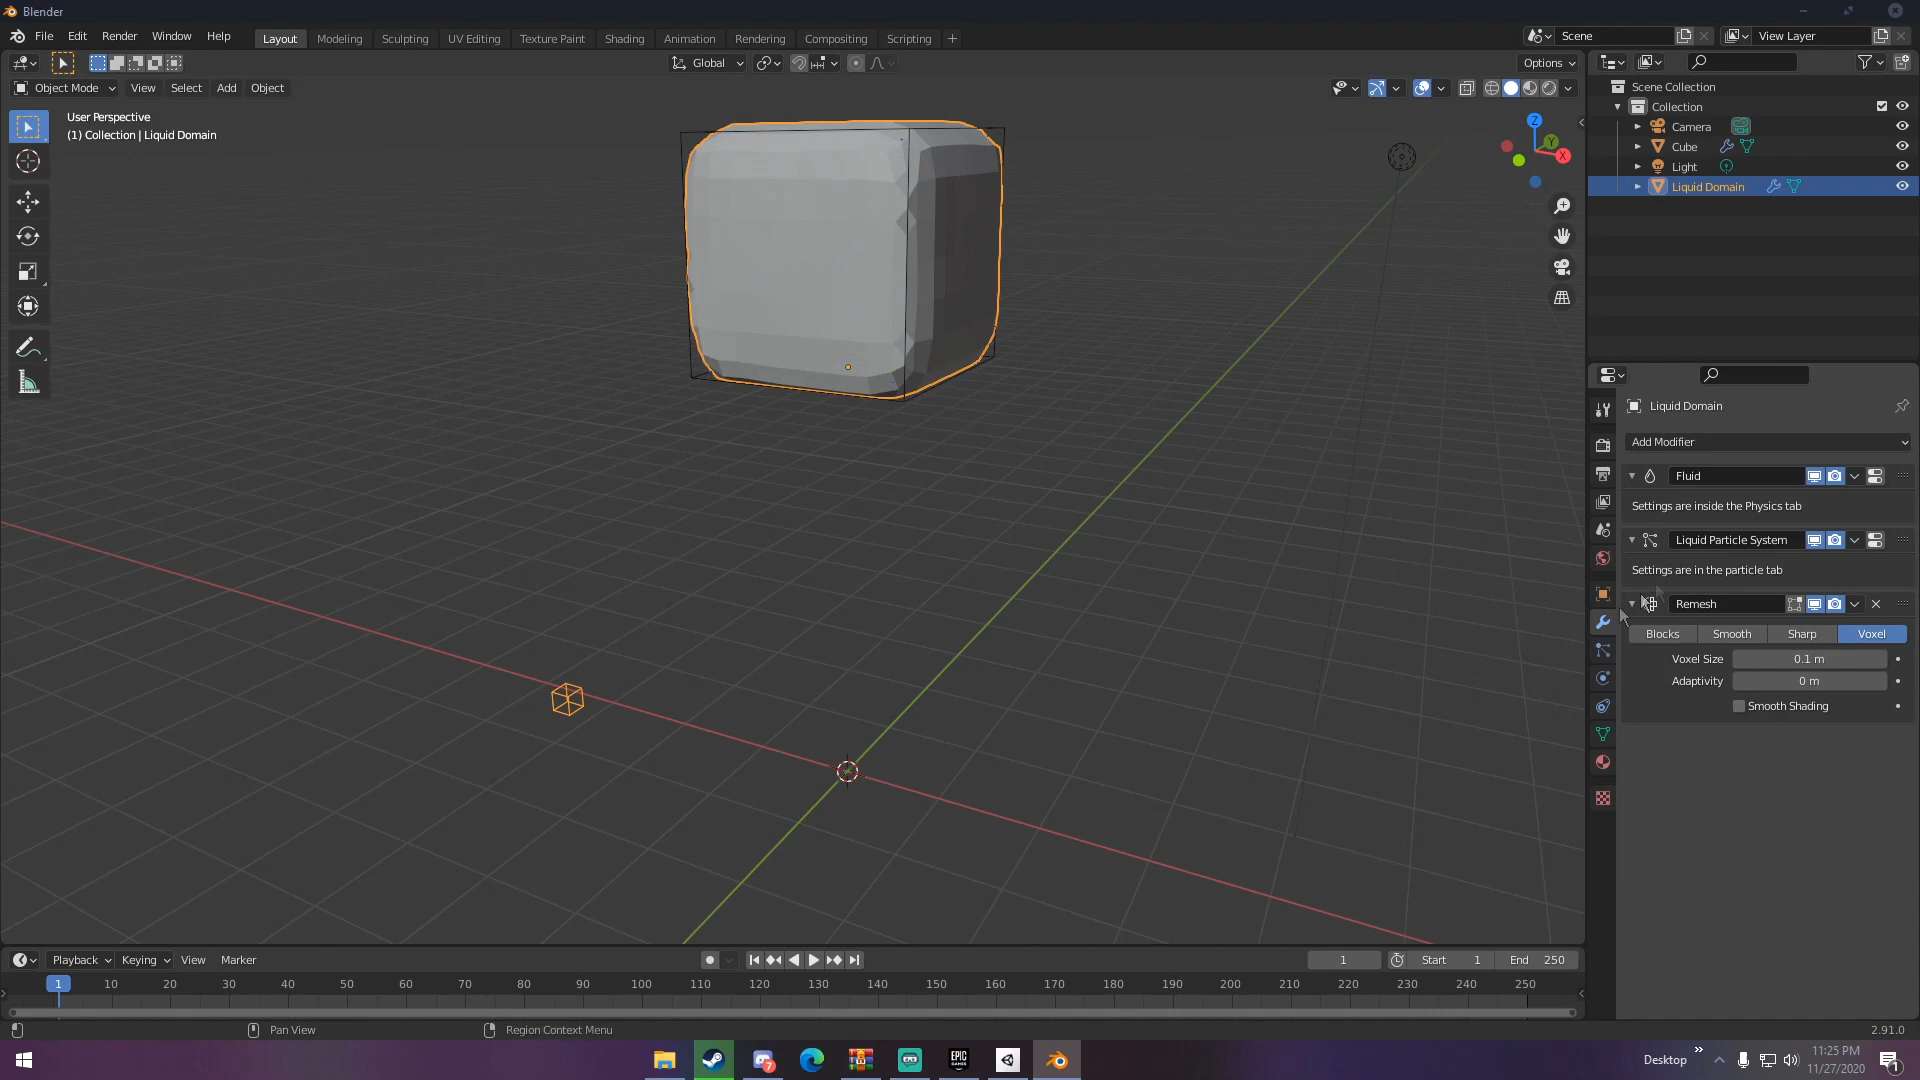 Blender
File Edit Render Window Help
Layout Modeling Sculpting UV Editing Texture Paint Shading Animation Rendering Compositing Scripting
Scene
View Layer
Global
Options
Object Mode View Select Add Object
User Perspective
(1) Collection | Liquid Domain
Z
Y
X
Scene Collection
Collection
Camera
Cube
Light
Liquid Domain
Liquid Domain
Add Modifier
Fluid
Settings are inside the Physics tab
Liquid Particle System
Settings are in the particle tab
Remesh
Blocks Smooth Sharp Voxel
Voxel Size 0.1 m
Adaptivity 0 m
Smooth Shading
Playback Keying View Marker
1 Start 1 End 250
1 10 20 30 40 50 60 70 80 90 100 110 120 130 140 150 160 170 180 190 200 210 220 230 240 250
Pan View Region Context Menu 2.91.0
EPIC
GAMES
7
Desktop
11:25 PM
11/27/2020
1